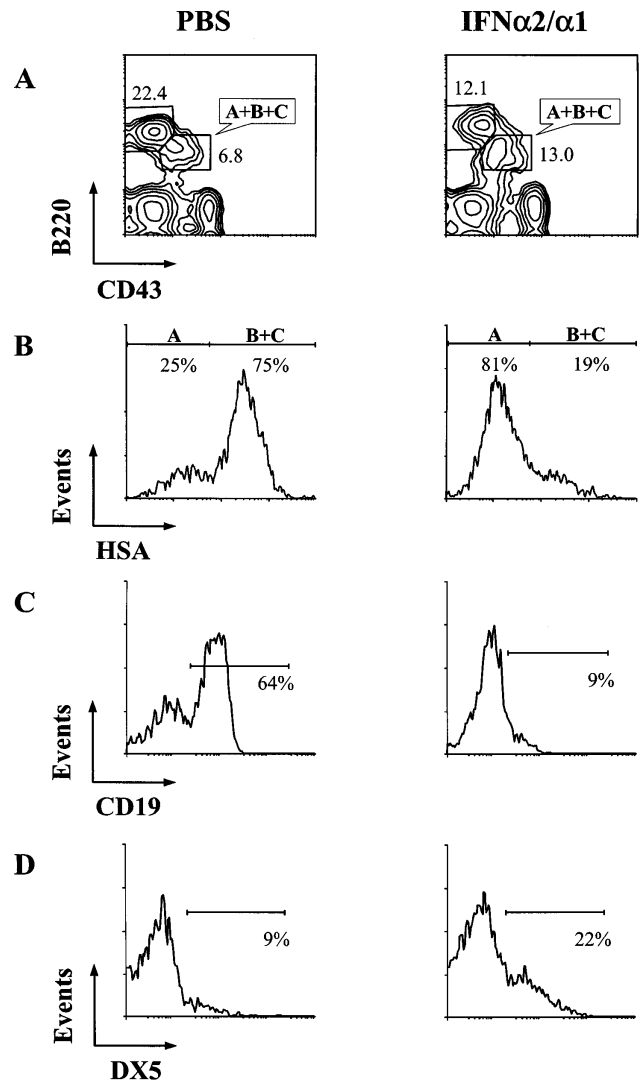 PBS
IFNα2/α1
A
22.4
A+B+C
6.8
12.1
A+B+C
13.0
B220
CD43
B
A
B+C
25%
75%
A
B+C
81%
19%
Events
HSA
C
64%
9%
Events
CD19
D
9%
22%
Events
DX5